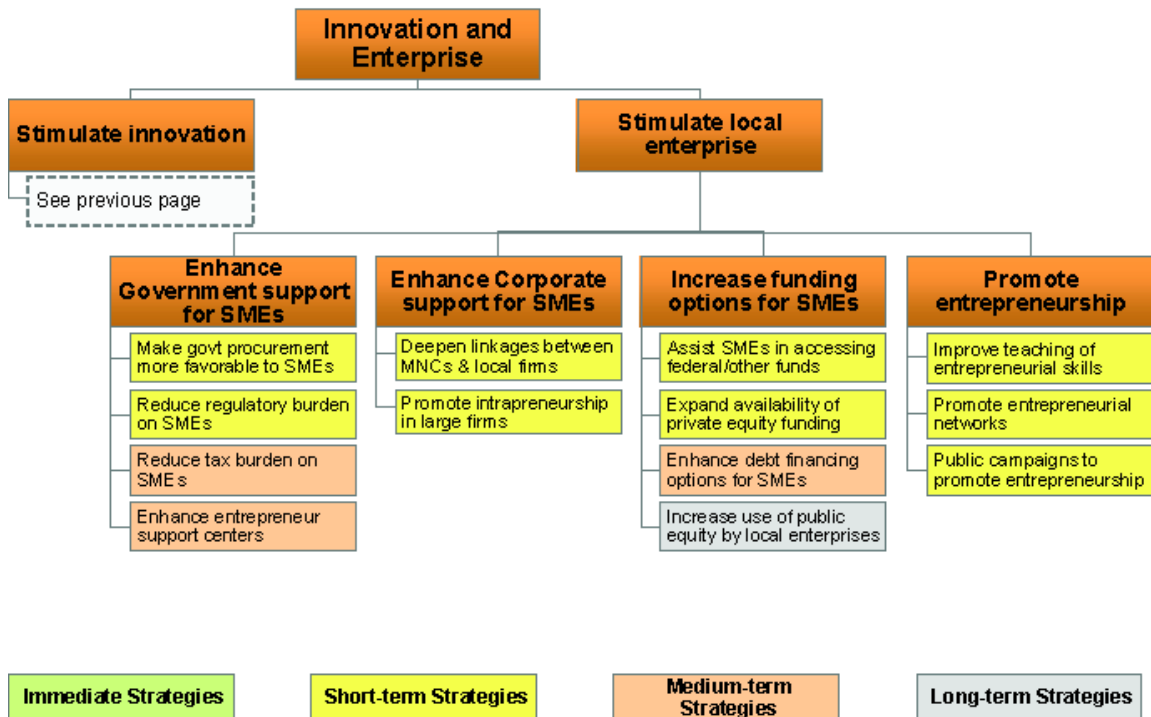 Innovation and
Enterprise
Stimulate innovation
Stimulate local
enterprise
See previous page
Enhance
Government support
for SMEs
Enhance Corporate
support for SMEs
Increase funding
options for SMEs
Promote
entrepreneurship
Make govt procurement
more favorable to SMEs
Deepen linkages between
MNCs & local firms
Assist SMEs in accessing
federal/other funds
Improve teaching of
entrepreneurial skills
Reduce regulatory burden
on SMEs
Promote intrapreneurship
in large firms
Expand availability of
private equity funding
Promote entrepreneurial
networks
Reduce tax burden on
SMEs
Enhance debt financing
options for SMEs
Public campaigns to
promote entrepreneurship
Enhance entrepreneur
support centers
Increase use of public
equity by local enterprises
Immediate Strategies
Short-term Strategies
Medium-term
Strategies
Long-term Strategies